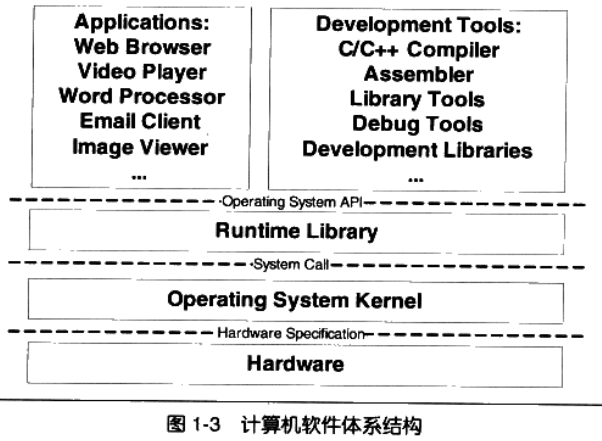 Applications:
Web Browser
Video Player
Word Processor
Email Client
Image Viewer
...
Development Tools:
C/C++ Compiler
Assembler
Library Tools
Debug Tools
Development Libraries
...
Operating System API
Runtime Library
System Call
Operating System Kernel
Hardware Specification
Hardware
图 1-3 计算机软件体系结构